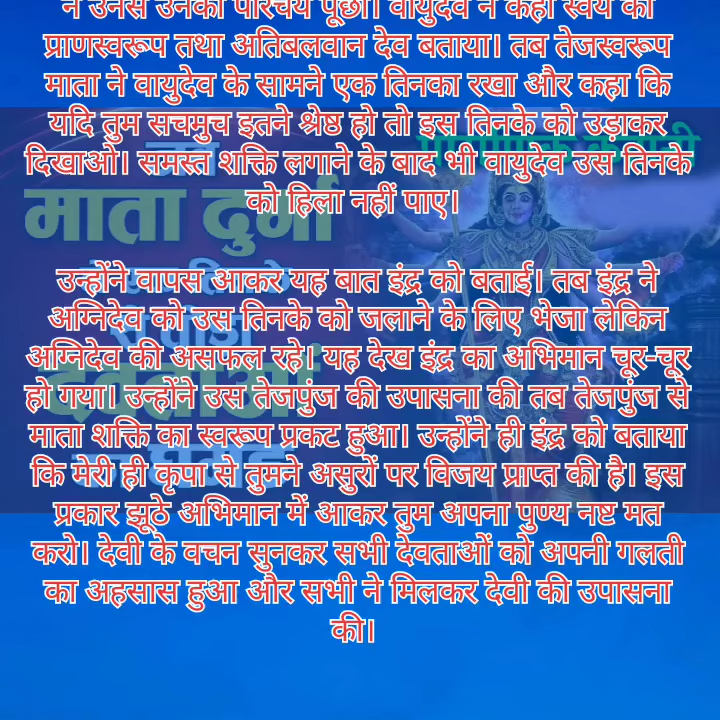 ने उनसे उनका परिचय पूछा। वायुदेव ने कहा स्वयं को
प्राणस्वरूप तथा अतिबलवान देव बताया। तब तेजस्वरूप
माता ने वायुदेव के सामने एक तिनका रखा और कहा कि
यदि तुम सचमुच इतने श्रेष्ठ हो तो इस तिनके को उड़ाकर
दिखाओ। समस्त शक्ति लगाने के बाद भी वायुदेव उस तिनके
को हिला नहीं पाए।
उन्होंने वापस आकर यह बात इंद्र को बताई। तब इंद्र ने
अग्निदेव को उस तिनके को जलाने के लिए भेजा लेकिन
अग्निदेव की असफल रहे। यह देख इंद्र का अभिमान चूर-चूर
हो गया। उन्होंने उस तेजपुंज की उपासना की तब तेजपुंज से
माता शक्ति का स्वरूप प्रकट हुआ। उन्होंने ही इंद्र को बताया
कि मेरी ही कृपा से तुमने असुरों पर विजय प्राप्त की है। इस
प्रकार झूठे अभिमान में आकर तुम अपना पुण्य नष्ट मत
करो। देवी के वचन सुनकर सभी देवताओं को अपनी गलती
का अहसास हुआ और सभी ने मिलकर देवी की उपासना
की।
जब
माता दुर्गा
देवताओं
का घमंड